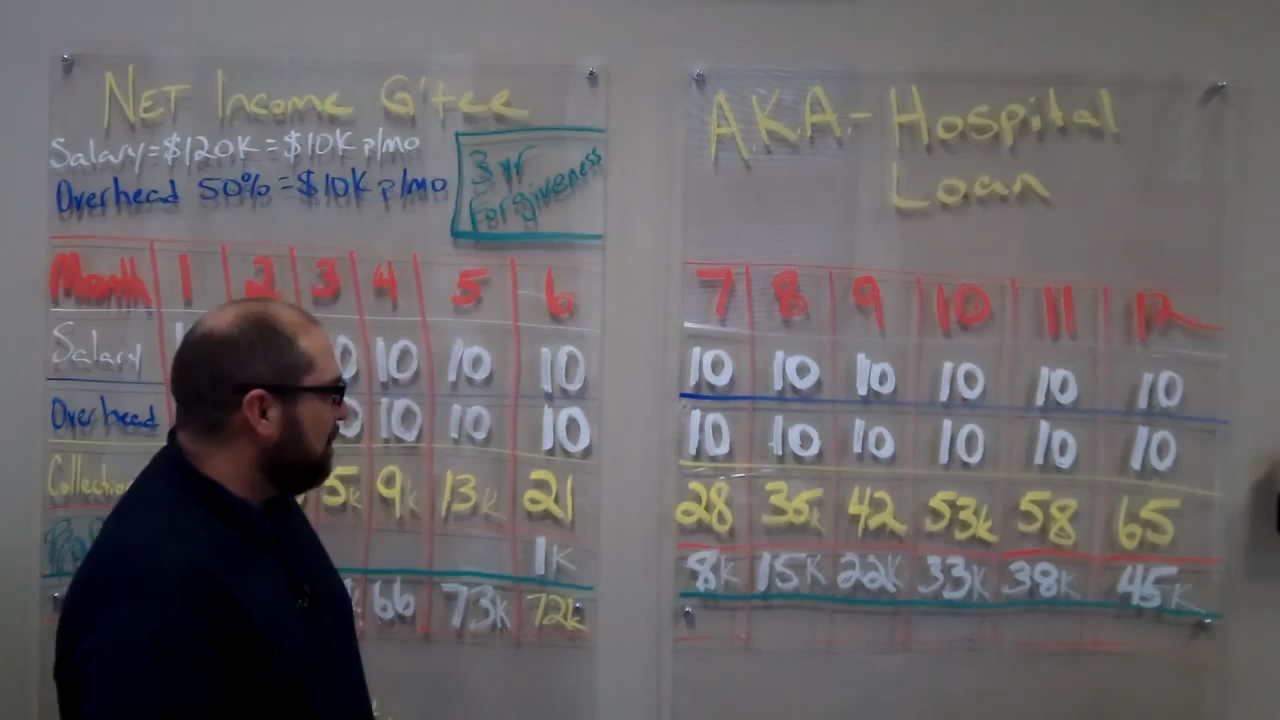 NET Income G'tee
Salary=$120K=$10K p/mo
Overhead 50%=$10K p/mo
3 yr
Forgiveness
Month 1 2 3 4 5 6
Salary 10 10 10
Overhead 10 10 10
Collection 5K 9K 13K 21
1K
66 73K 72K
A.K.A.- Hospital
Loan
7 8 9 10 11 12
10 10 10 10 10 10
10 10 10 10 10 10
28 35K 42 53K 58 65
8K 15K 22K 33K 38K 45K